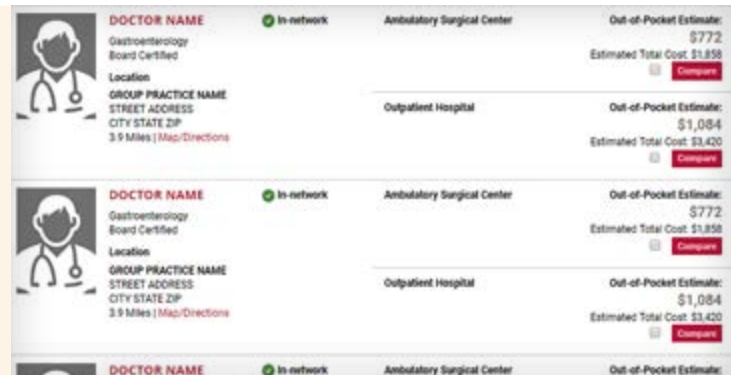 DOCTOR NAME
In-network
Ambulatory Surgical Center
Out-of-Pocket Estimate:
$772
Estimated Total Cost: $1,858
Compare
Gastroenterology
Board Certified
Location
GROUP PRACTICE NAME
STREET ADDRESS
CITY STATE ZIP
3.9 Miles | Map/Directions
Outpatient Hospital
Out-of-Pocket Estimate:
$1,084
Estimated Total Cost: $3,420
Compare
DOCTOR NAME
In-network
Ambulatory Surgical Center
Out-of-Pocket Estimate:
$772
Estimated Total Cost: $1,858
Compare
Gastroenterology
Board Certified
Location
GROUP PRACTICE NAME
STREET ADDRESS
CITY STATE ZIP
3.9 Miles | Map/Directions
Outpatient Hospital
Out-of-Pocket Estimate:
$1,084
Estimated Total Cost: $3,420
Compare
DOCTOR NAME
In-network
Ambulatory Surgical Center
Out-of-Pocket Estimate: